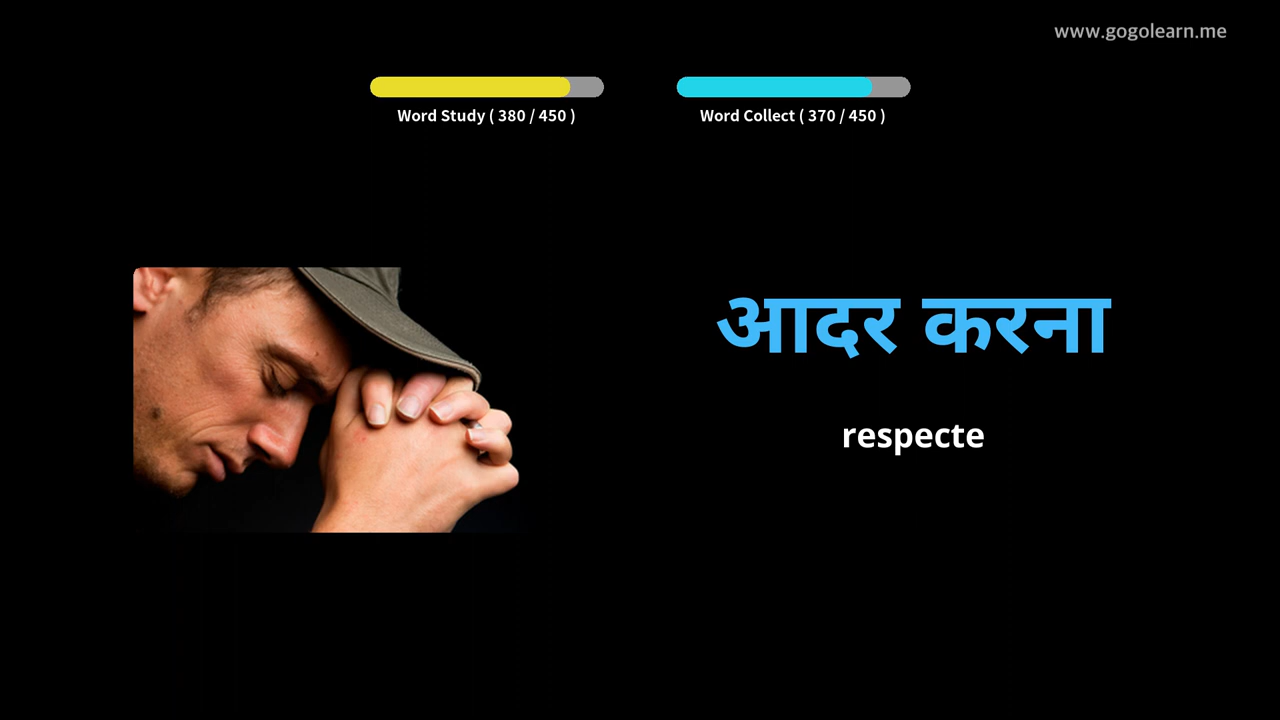 www.gogolearn.me
Word Study ( 380 / 450 )
Word Collect ( 370 / 450 )
आदर करना
respecte